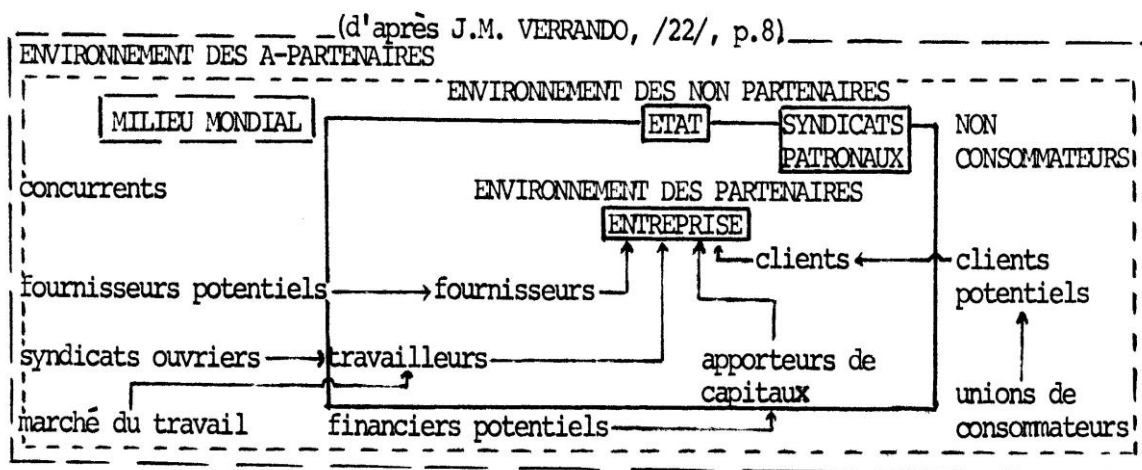 (d'après J.M. VERRANDO, /22/, p.8)
ENVIRONNEMENT DES A-PARTENAIRES
ENVIRONNEMENT DES NON PARTENAIRES
MILIEU MONDIAL
ETAT
SYNDICATS
PATRONAUX
NON
CONSOMMATEURS
concurrents
ENVIRONNEMENT DES PARTENAIRES
ENTREPRISE
clients
clients
potentiels
fournisseurs potentiels
fournisseurs
syndicats ouvriers
travailleurs
apporteurs de
capitaux
unions de
consommateurs
marché du travail
financiers potentiels